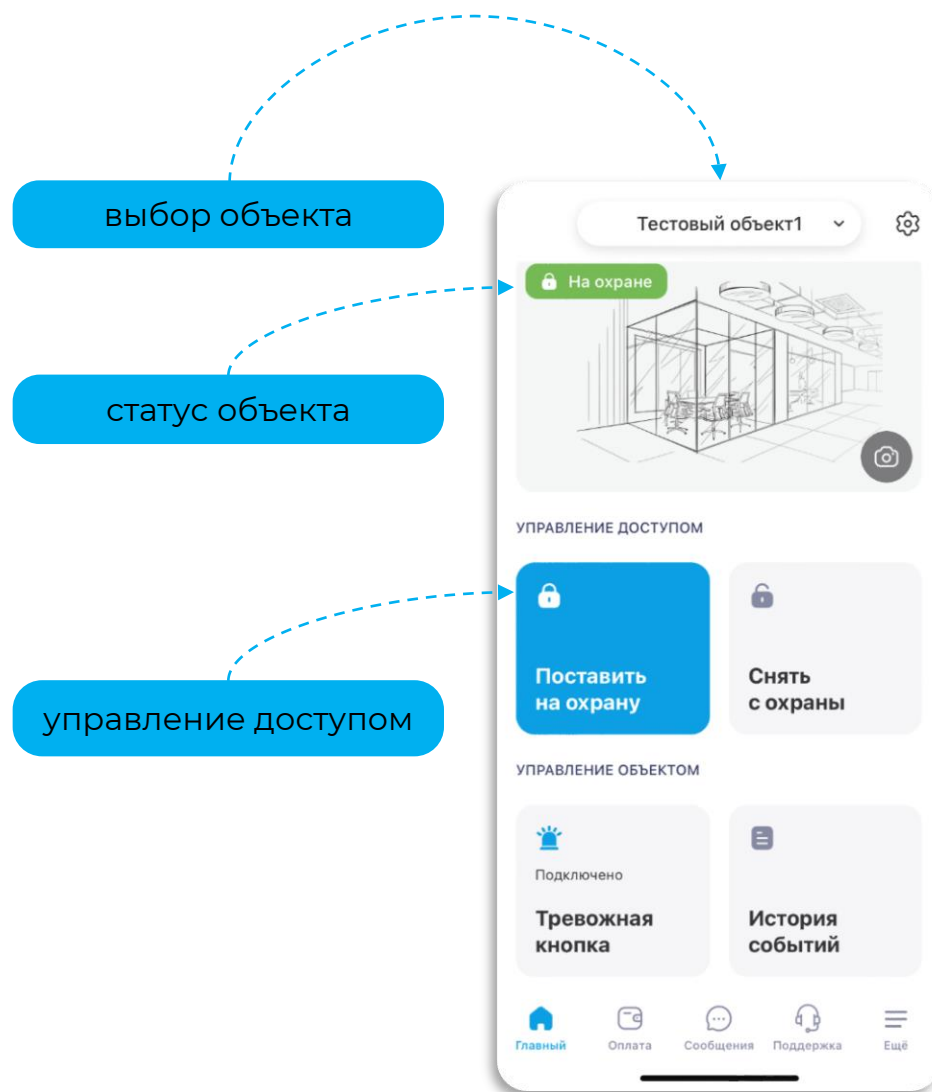 выбор объекта
Тестовый объект1
На охране
статус объекта
УПРАВЛЕНИЕ ДОСТУПОМ
Поставить
на охрану
Снять
с охраны
управление доступом
УПРАВЛЕНИЕ ОБЪЕКТОМ
Подключено
Тревожная
кнопка
История
событий
Главный
Оплата
Сообщения
Поддержка
Ещё